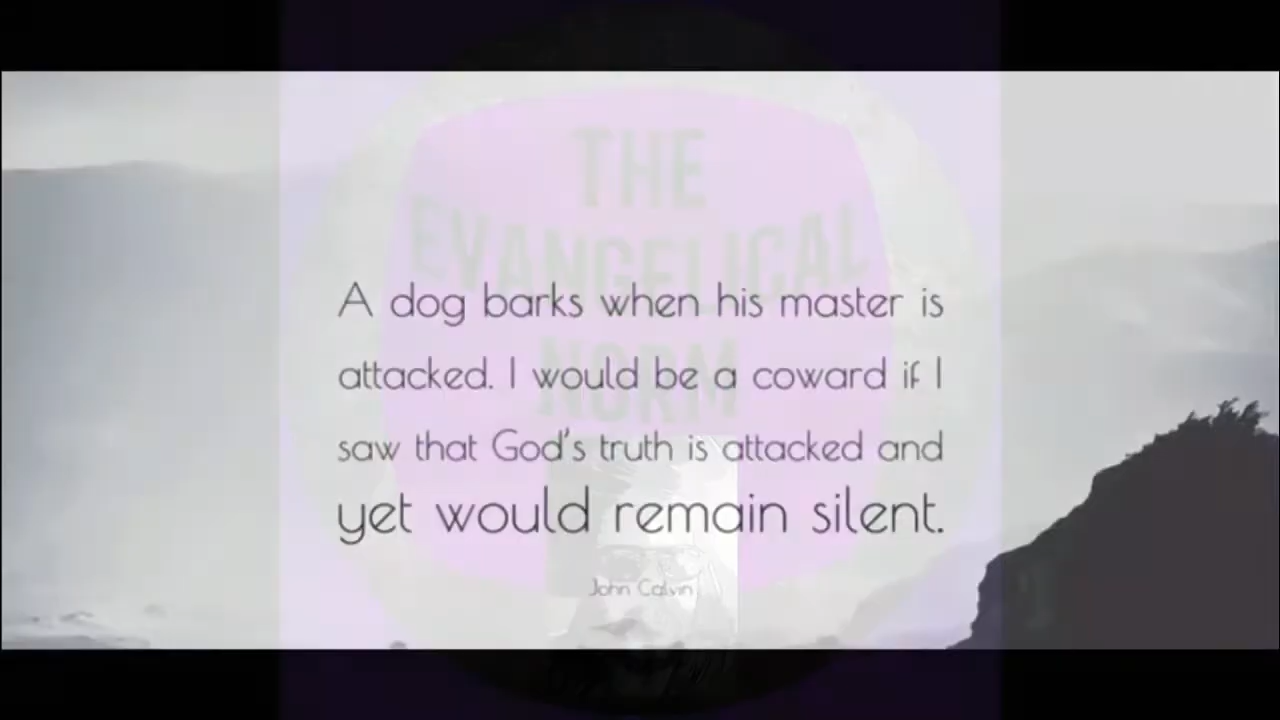 THE
EVANGELICAL
NORM
A dog barks when his master is
attacked. I would be a coward if I
saw that God's truth is attacked and
yet would remain silent.
John Calvin